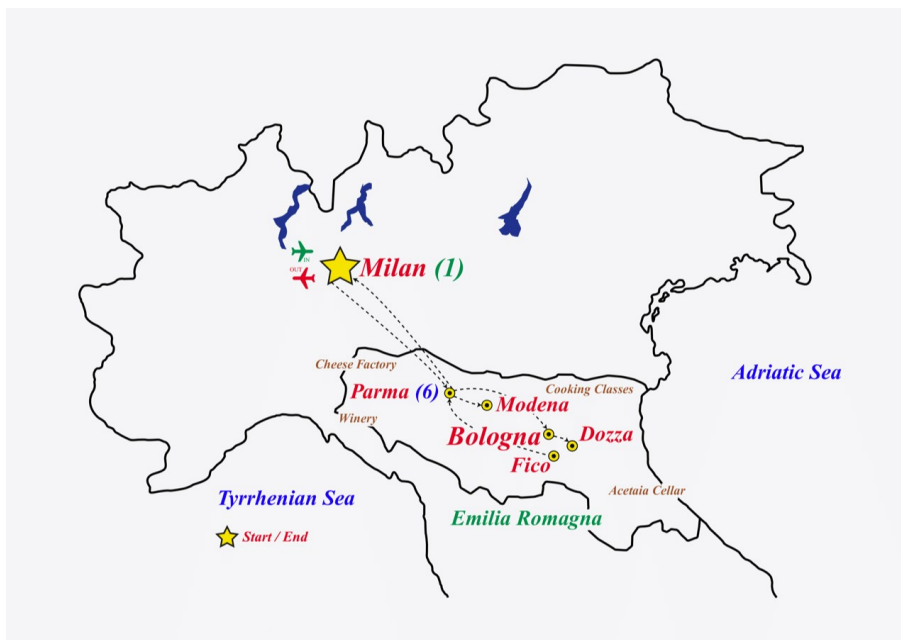 IN
OUT
Milan (1)
Cheese Factory
Adriatic Sea
Parma (6)
Cooking Classes
Modena
Winery
Bologna
Dozza
Fico
Acetaia Cellar
Tyrrhenian Sea
Emilia Romagna
Start / End